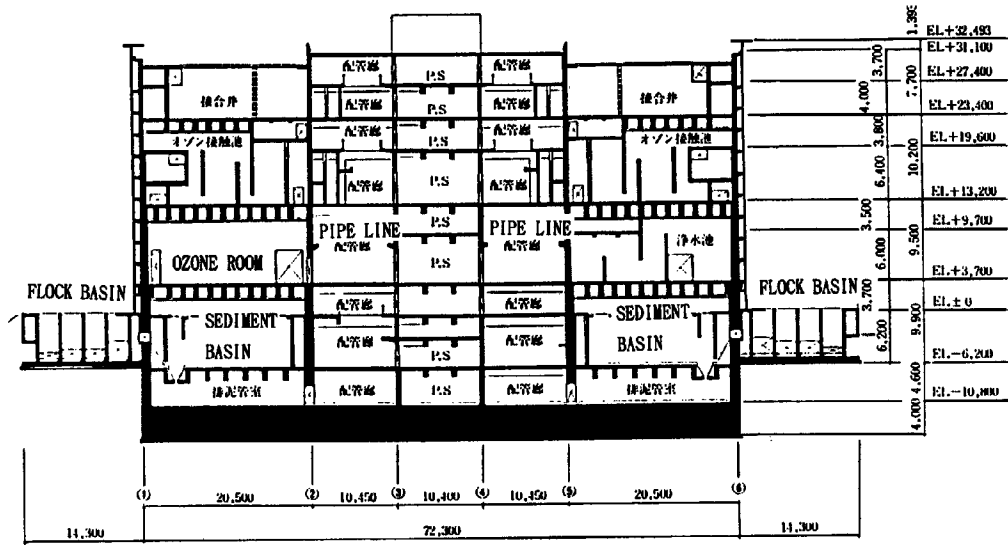 1,393
EL+32,493
EL+31,100
3,700
7,700
EL+27,400
4,000
EL+23,400
3,800
EL+19,600
6,400
10,200
EL+13,200
3,500
EL+9,700
6,000
9,500
EL+3,700
3,700
EL±0
6,200
9,900
EL-6,200
4,600
EL-10,800
4,000
配管廊 P.S 配管廊
接合井 配管廊 P.S 配管廊 接合井
オゾン接触池 配管廊 P.S 配管廊 オゾン接触池
配管廊 P.S 配管廊
PIPE LINE P.S PIPE LINE
OZONE ROOM 配管廊 P.S 配管廊 浄水池
FLOCK BASIN FLOCK BASIN
配管廊 P.S 配管廊
SEDIMENT BASIN SEDIMENT BASIN
配管廊 P.S 配管廊
排泥管室 配管廊 P.S 配管廊 排泥管室
(1) (2) (3) (4) (5) (6)
20,500 10,450 10,400 10,450 20,500
14,300 72,300 14,300